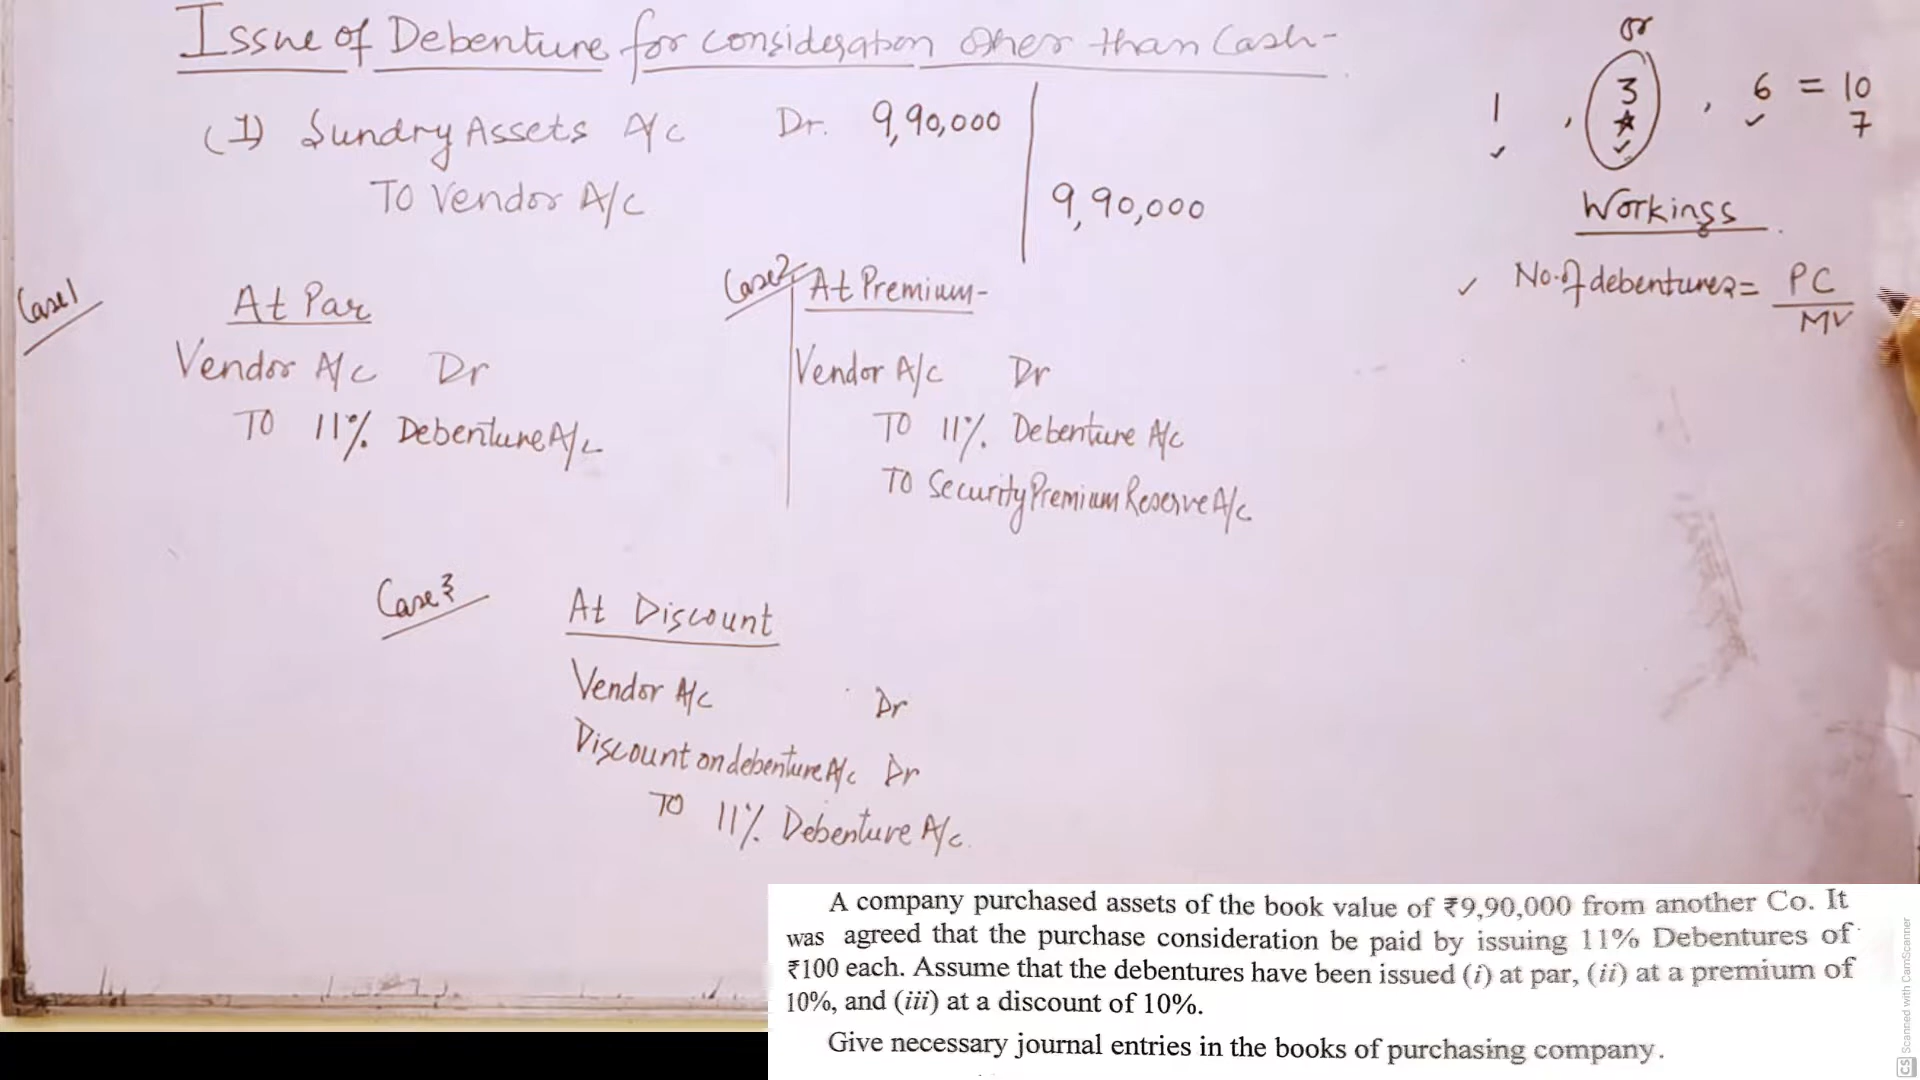 Issue of Debenture for consideration other than Cash-
(1) Sundry Assets A/c Dr. 9,90,000
To Vendor A/c 9,90,000
or
1 , 3 , 6 = 10
7
Workings
No. of debentures = PC
MV
Case 1
At Par
Vendor A/c Dr
To 11% Debenture A/c
Case 2
At Premium-
Vendor A/c Dr
To 11% Debenture A/c
To Security Premium Reserve A/c
Case 3
At Discount
Vendor A/c Dr
Discount on debenture A/c Dr
To 11% Debenture A/c.
A company purchased assets of the book value of ₹9,90,000 from another Co. It
was agreed that the purchase consideration be paid by issuing 11% Debentures of
₹100 each. Assume that the debentures have been issued (i) at par, (ii) at a premium of
10%, and (iii) at a discount of 10%.
Give necessary journal entries in the books of purchasing company.
CS Scanned with CamScanner